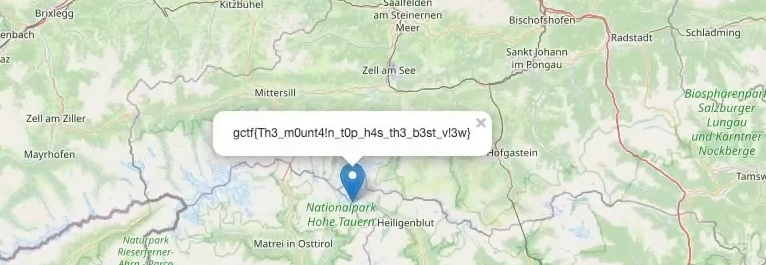 Brixlegg
Kitzbühel
Saalfelden
am Steinernen
Meer
Bischofshofen
Radstadt
Schladming
enbach
Sankt Johann
im Pongau
az
Zell am See
Mittersill
Biosphärenpark
Salzburger
Lungau
und Kärntner
Nockberge
Zell am Ziller
gctf{Th3_m0unt4!n_t0p_h4s_th3_b3st_v!3w}
×
Mayrhofen
Hofgastein
Tamsw
Nationalpark
Hohe Tauern
Heiligenblut
Matrei in Osttirol
Naturpark
Rieserferner-
Ahrn - Parco